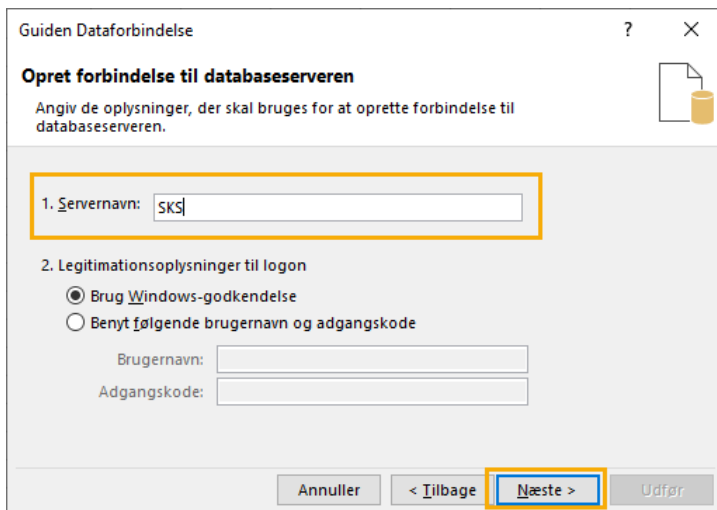 Guiden Dataforbindelse
?
Opret forbindelse til databaseserveren
Angiv de oplysninger, der skal bruges for at oprette forbindelse til
databaseserveren.
1. Servernavn: SKS
2. Legitimationsoplysninger til logon
Brug Windows-godkendelse
Benyt følgende brugernavn og adgangskode
Brugernavn:
Adgangskode:
Annuller < Tilbage Næste > Udfør